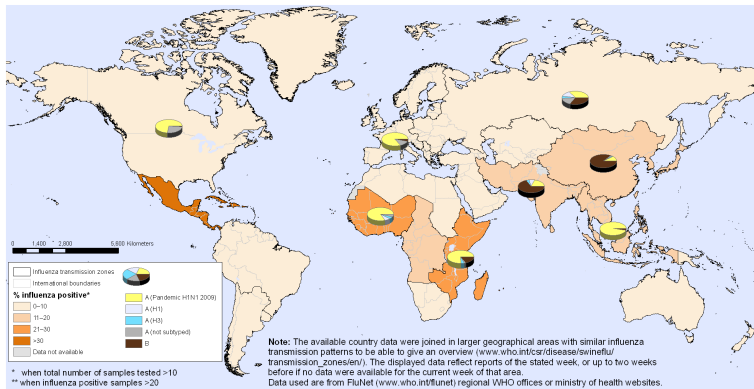 0 1,400 2,800 5,600 Kilometers
Influenza transmission zones
International boundaries
% influenza positive*
0–10
11–20
21–30
>30
Data not available
**
A (Pandemic H1N1 2009)
A (H1)
A (H3)
A (not subtyped)
B
* when total number of samples tested >10
** when influenza positive samples >20
Note: The available country data were joined in larger geographical areas with similar influenza
transmission patterns to be able to give an overview (www.who.int/csr/disease/swineflu/
transmission_zones/en/). The displayed data reflect reports of the stated week, or up to two weeks
before if no data were available for the current week of that area.
Data used are from FluNet (www.who.int/flunet) regional WHO offices or ministry of health websites.